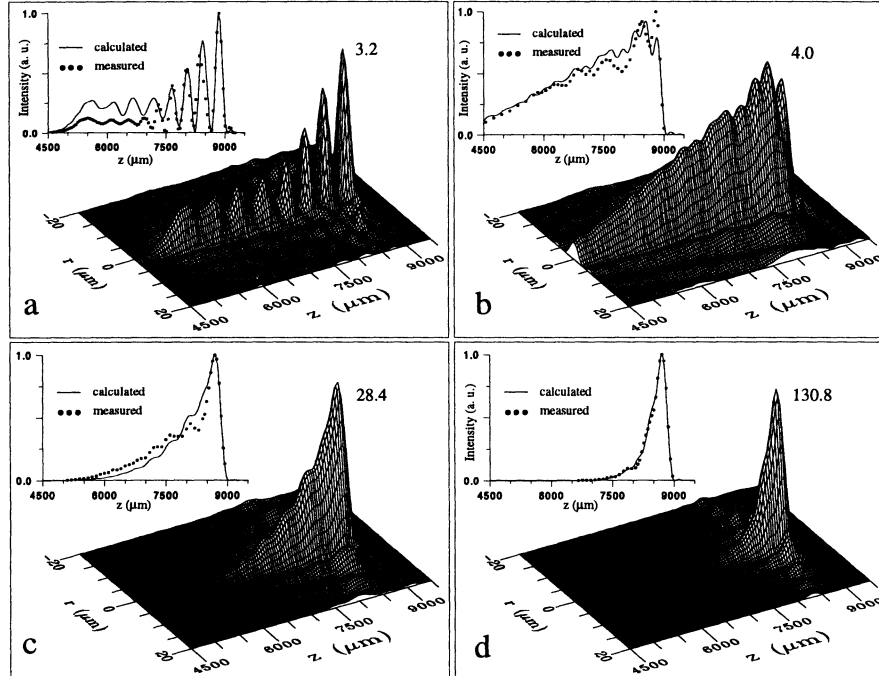 1.0
calculated
measured
Intensity (a. u.)
0.0
4500 6000 7500 9000
z (µm)
3.2
-20
0
20
r (µm)
4500
6000
7500
9000
z (µm)
a
1.0
calculated
measured
Intensity (a. u.)
0.0
4500 6000 7500 9000
z (µm)
4.0
-20
0
20
r (µm)
4500
6000
7500
9000
z (µm)
b
1.0
calculated
measured
0.0
4500 6000 7500 9000
z (µm)
28.4
-20
0
20
r (µm)
4500
6000
7500
9000
z (µm)
c
1.0
calculated
measured
Intensity (a. u.)
0.0
4500 6000 7500 9000
z (µm)
130.8
-20
0
20
r (µm)
4500
6000
7500
9000
z (µm)
d